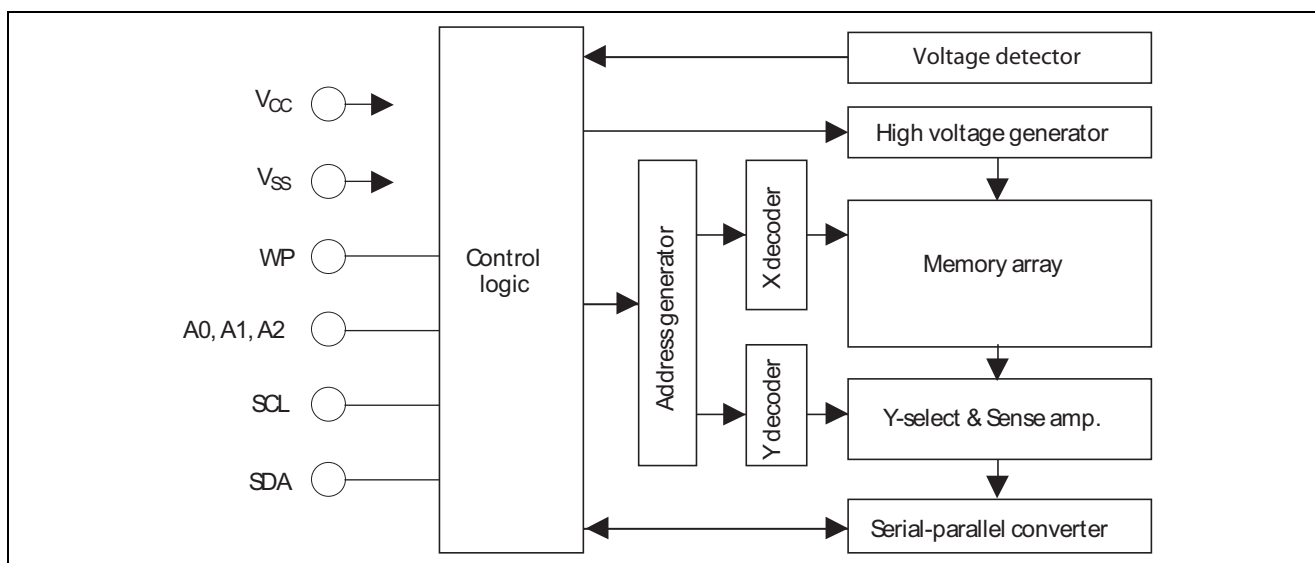 Voltage detector
VCC
High voltage generator
VSS
Address generator
X decoder
WP
Control
logic
Memory array
A0, A1, A2
SCL
Y decoder
Y-select & Sense amp.
SDA
Serial-parallel converter